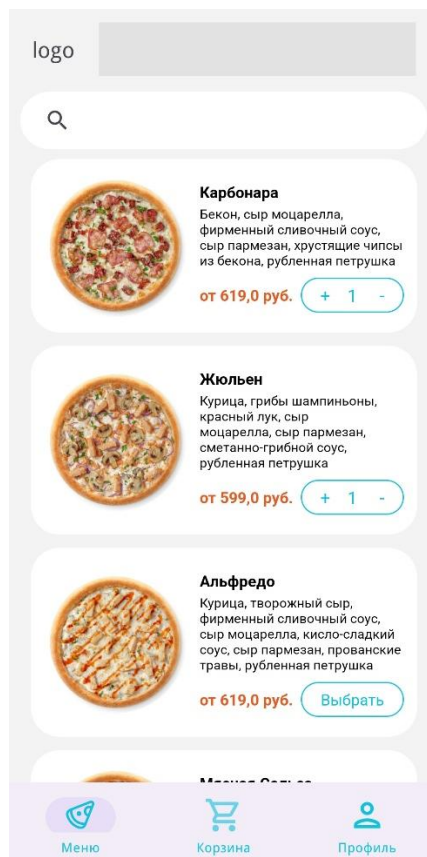 logo
Карбонара
Бекон, сыр моцарелла,
фирменный сливочный соус,
сыр пармезан, хрустящие чипсы
из бекона, рубленная петрушка
от 619,0 руб. + 1 -
Жюльен
Курица, грибы шампиньоны,
красный лук, сыр
моцарелла, сыр пармезан,
сметанно-грибной соус,
рубленная петрушка
от 599,0 руб. + 1 -
Альфредо
Курица, творожный сыр,
фирменный сливочный соус,
сыр моцарелла, кисло-сладкий
соус, сыр пармезан, прованские
травы, рубленная петрушка
от 619,0 руб. Выбрать
Меню Корзина Профиль